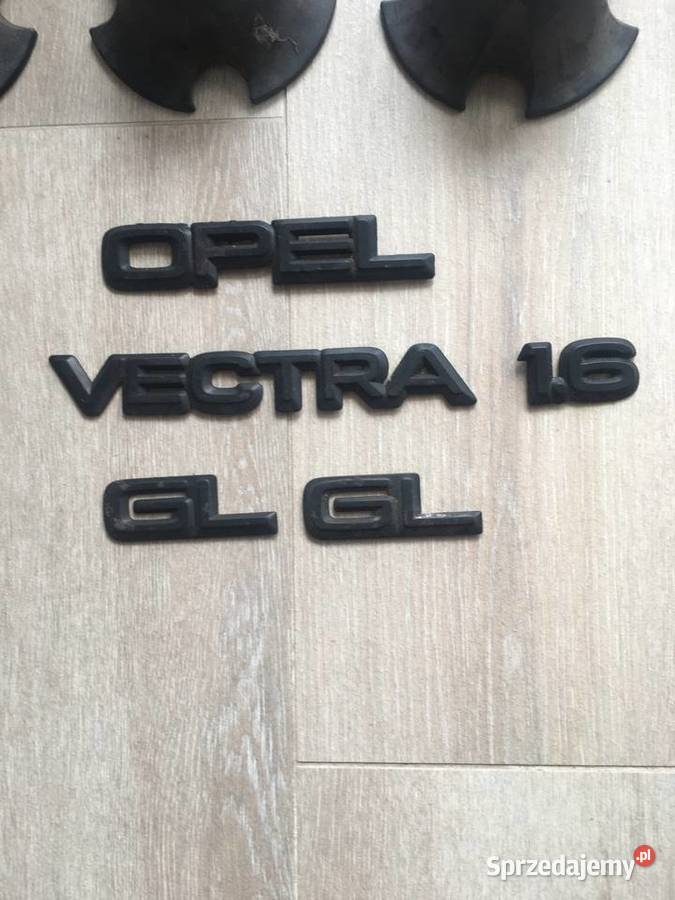 OPEL
VECTRA 1.6
GL GL
Sprzedajemy.pl